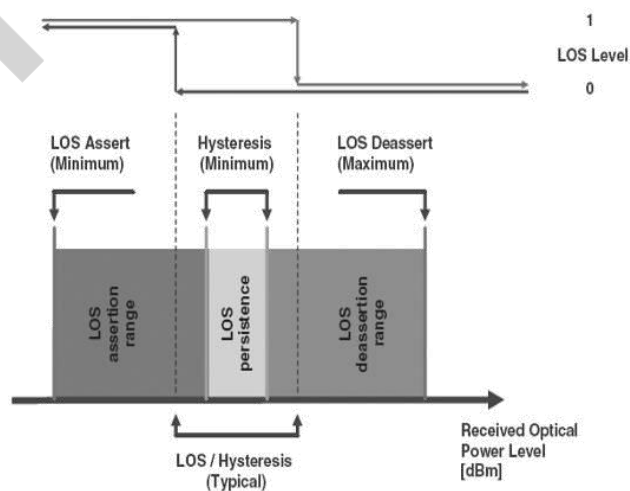 1
LOS Level
0
LOS Assert
(Minimum)
Hysteresis
(Minimum)
LOS Deassert
(Maximum)
LOS
assertion
range
LOS
persistence
LOS
deassertion
range
LOS / Hysteresis
(Typical)
Received Optical
Power Level
[dBm]